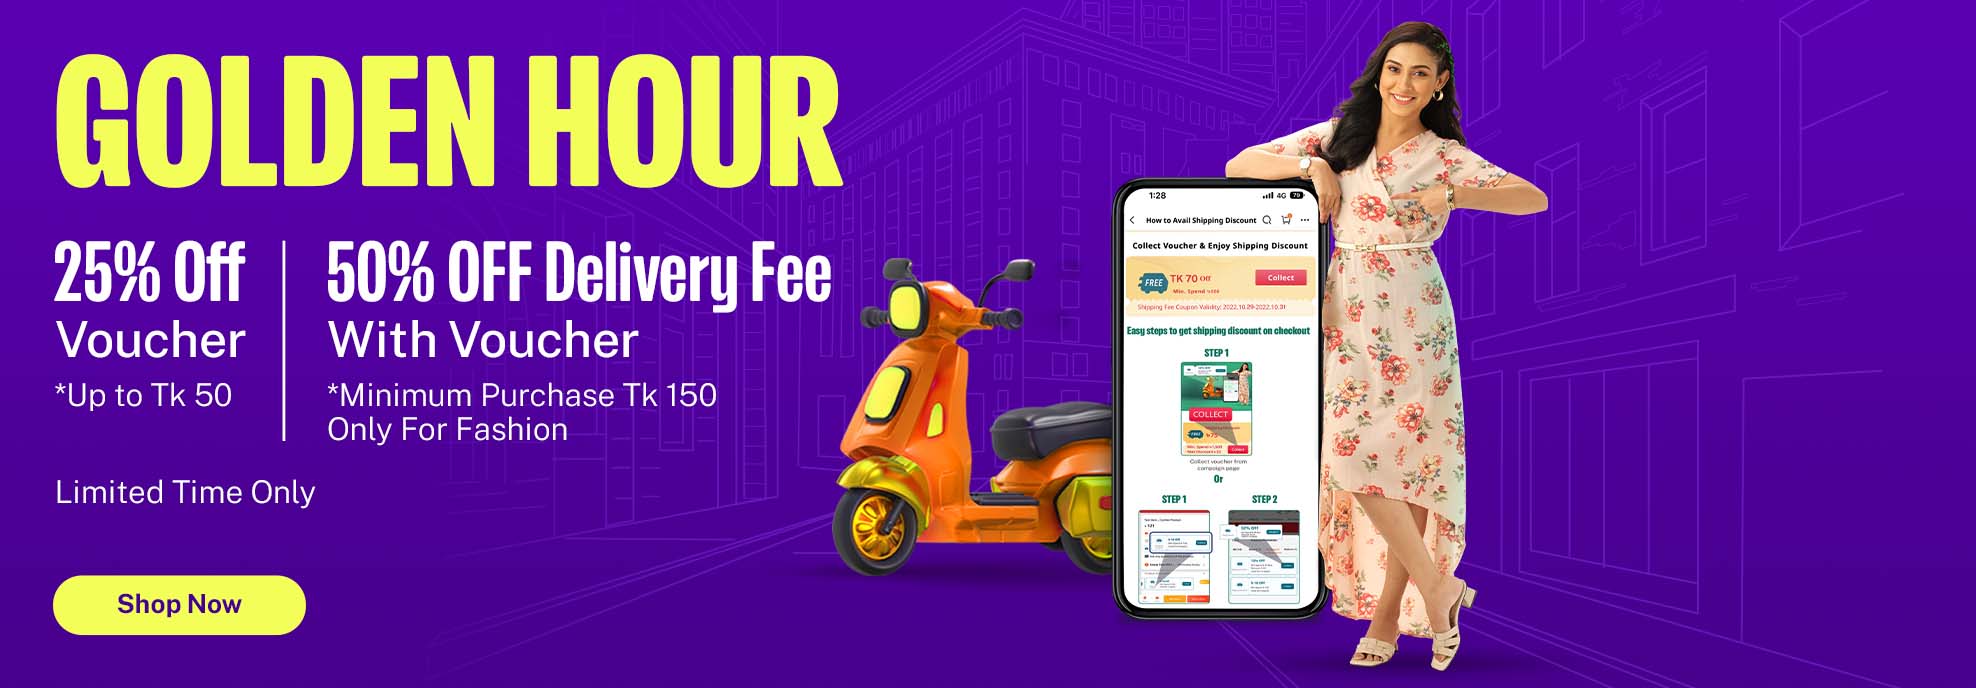 GOLDEN HOUR
25% Off
Voucher
*Up to Tk 50
50% OFF Delivery Fee
With Voucher
*Minimum Purchase Tk 150
Only For Fashion
Limited Time Only
Shop Now
1:28
4G 79
How to Avail Shipping Discount
Collect Voucher & Enjoy Shipping Discount
FREE
TK 70 Off
Min. Spend
Collect
Shipping Fee Coupon Validity: 2022.10.29-2022.10.31
Easy steps to get shipping discount on checkout
STEP 1
COLLECT
FREE
Collect voucher from
campaign page
Or
STEP 1
STEP 2